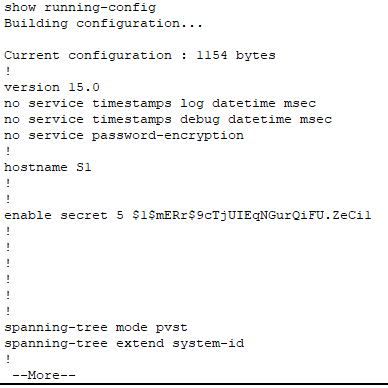 show running-config
Building configuration...
Current configuration : 1154 bytes
!
version 15.0
no service timestamps log datetime msec
no service timestamps debug datetime msec
no service password-encryption
!
hostname S1
!
!
enable secret 5 $1$mERr$9cTjUIEqNGurQiFU.ZeCi1
!
!
!
!
!
!
spanning-tree mode pvst
spanning-tree extend system-id
!
--More--